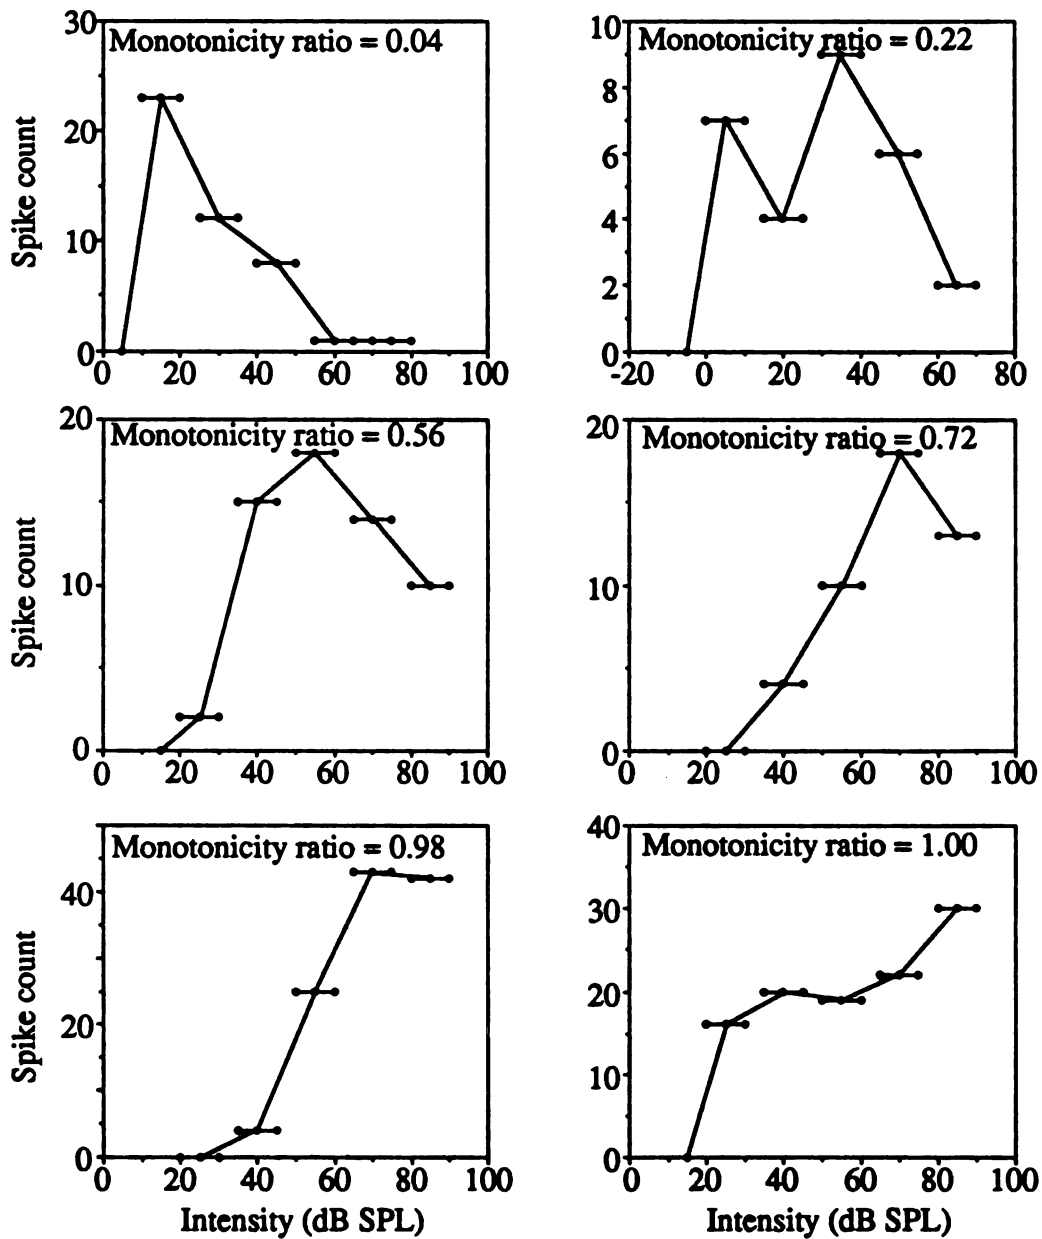 Monotonicity ratio = 0.04
30
20
10
0
Spike count
0 20 40 60 80 100
Monotonicity ratio = 0.22
10
8
6
4
2
0
-20 0 20 40 60 80
Monotonicity ratio = 0.56
20
10
0
Spike count
0 20 40 60 80 100
Monotonicity ratio = 0.72
20
10
0
0 20 40 60 80 100
Monotonicity ratio = 0.98
40
20
0
Spike count
0 20 40 60 80 100
Intensity (dB SPL)
Monotonicity ratio = 1.00
40
30
20
10
0
0 20 40 60 80 100
Intensity (dB SPL)